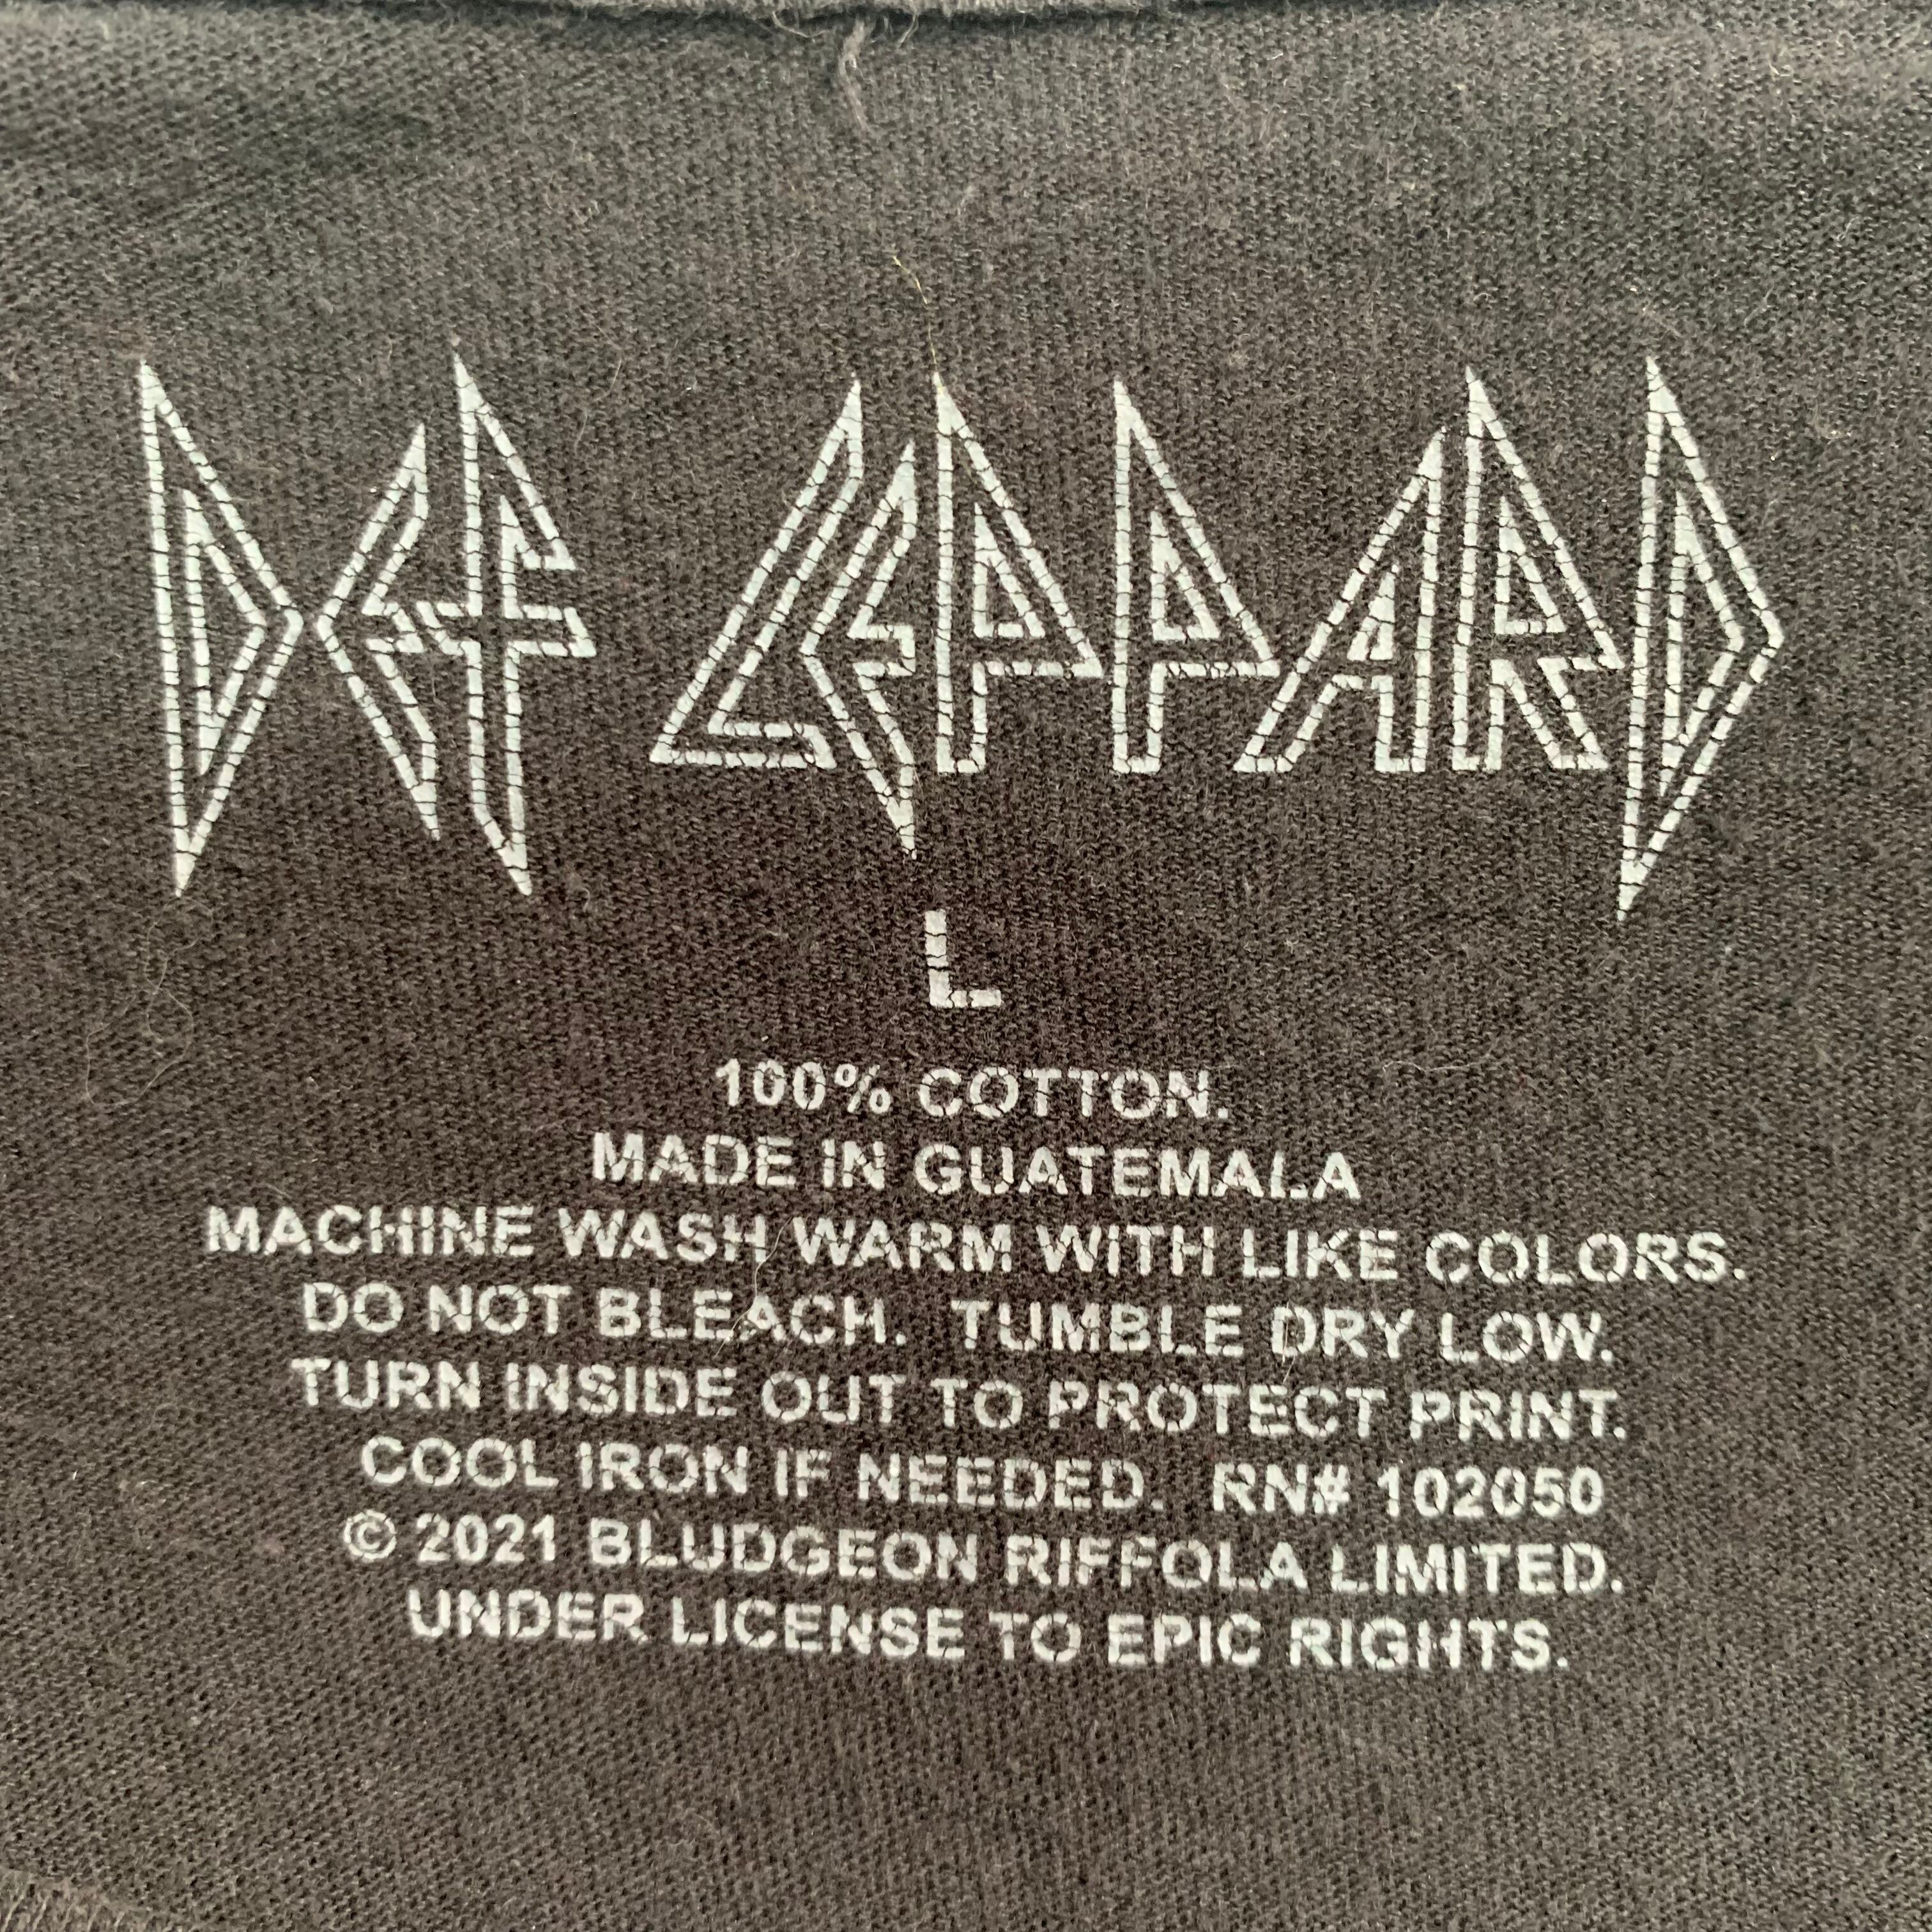 DEF LEPPARD
L
100% COTTON.
MADE IN GUATEMALA
MACHINE WASH WARM WITH LIKE COLORS.
DO NOT BLEACH. TUMBLE DRY LOW.
TURN INSIDE OUT TO PROTECT PRINT.
COOL IRON IF NEEDED. RN# 102050
© 2021 BLUDGEON RIFFOLA LIMITED.
UNDER LICENSE TO EPIC RIGHTS.